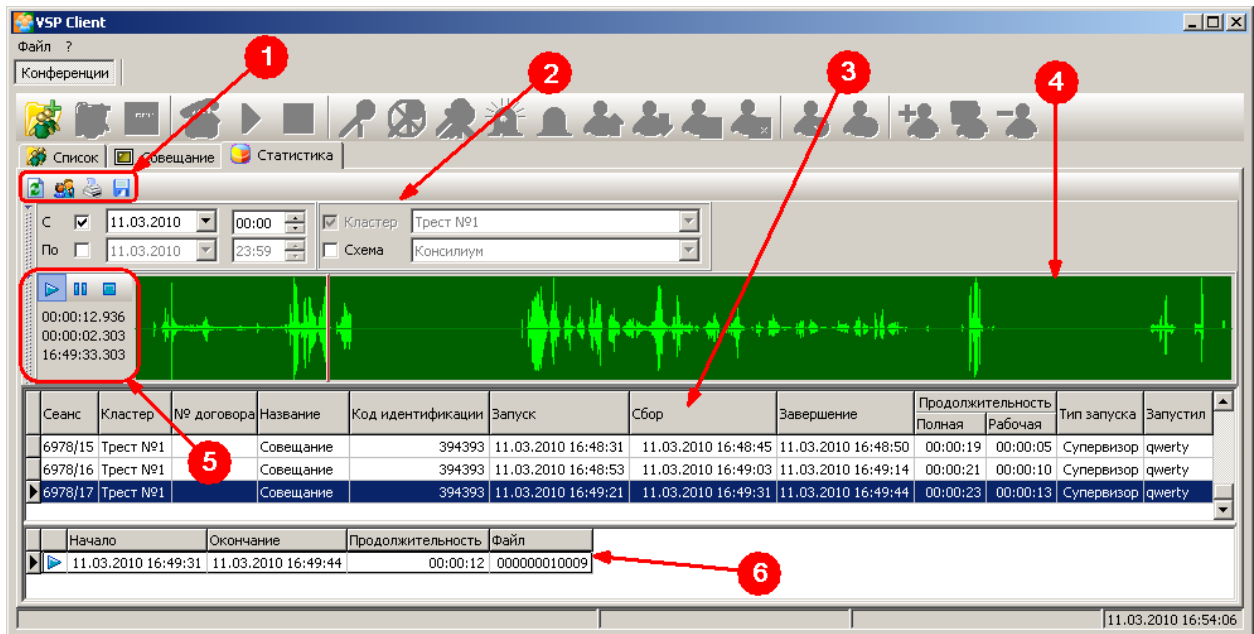 VSP Client
Файл ?
Конференции
1
2
3
4
Список Совещание Статистика
С 11.03.2010 00:00 Кластер Трест №1
По 11.03.2010 23:59 Схема Консилиум
00:00:12.936
00:00:02.303
16:49:33.303
Сеанс Кластер № договора Название Код идентификации Запуск Сбор Завершение Продолжительность Тип запуска Запустил
Полная Рабочая
6978/15 Трест №1 Совещание 394393 11.03.2010 16:48:31 11.03.2010 16:48:45 11.03.2010 16:48:50 00:00:19 00:00:05 Супервизор qwerty
5
6978/16 Трест №1 Совещание 394393 11.03.2010 16:48:53 11.03.2010 16:49:03 11.03.2010 16:49:14 00:00:21 00:00:10 Супервизор qwerty
6978/17 Трест №1 Совещание 394393 11.03.2010 16:49:21 11.03.2010 16:49:31 11.03.2010 16:49:44 00:00:23 00:00:13 Супервизор qwerty
Начало Окончание Продолжительность Файл
11.03.2010 16:49:31 11.03.2010 16:49:44 00:00:12 000000010009
6
11.03.2010 16:54:06